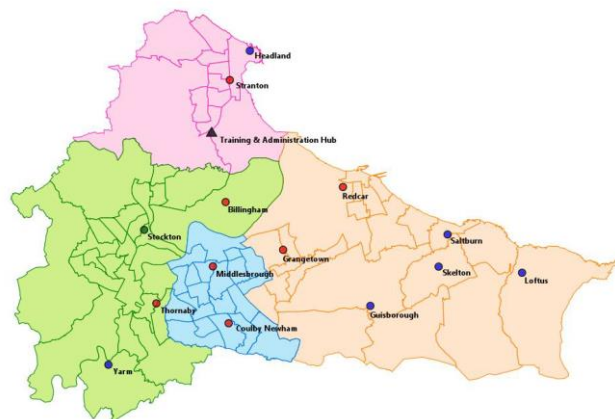 Headland
Stranton
Training & Administration Hub
Billingham
Redcar
Stockton
Saltburn
Grangetown
Middlesbrough
Skelton
Loftus
Thornaby
Guisborough
Coulby Newham
Yarm